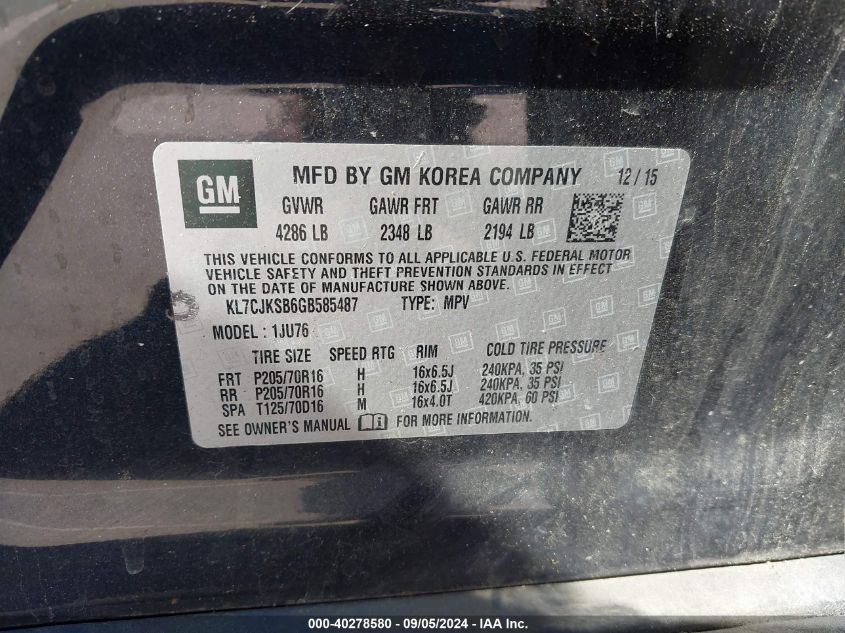 GM
MFD BY GM KOREA COMPANY 12/15
GVWR GAWR FRT GAWR RR
4286 LB 2348 LB 2194 LB
THIS VEHICLE CONFORMS TO ALL APPLICABLE U.S. FEDERAL MOTOR
VEHICLE SAFETY AND THEFT PREVENTION STANDARDS IN EFFECT
ON THE DATE OF MANUFACTURE SHOWN ABOVE.
KL7CJKSB6GB585487 TYPE: MPV
MODEL : 1JU76
TIRE SIZE SPEED RTG RIM COLD TIRE PRESSURE
FRT P205/70R16 H 16x6.5J 240KPA, 35 PSI
RR P205/70R16 H 16x6.5J 240KPA, 35 PSI
SPA T125/70D16 M 16x4.0T 420KPA, 60 PSI
SEE OWNER'S MANUAL FOR MORE INFORMATION.
000-40278580 - 09/05/2024 - IAA Inc.